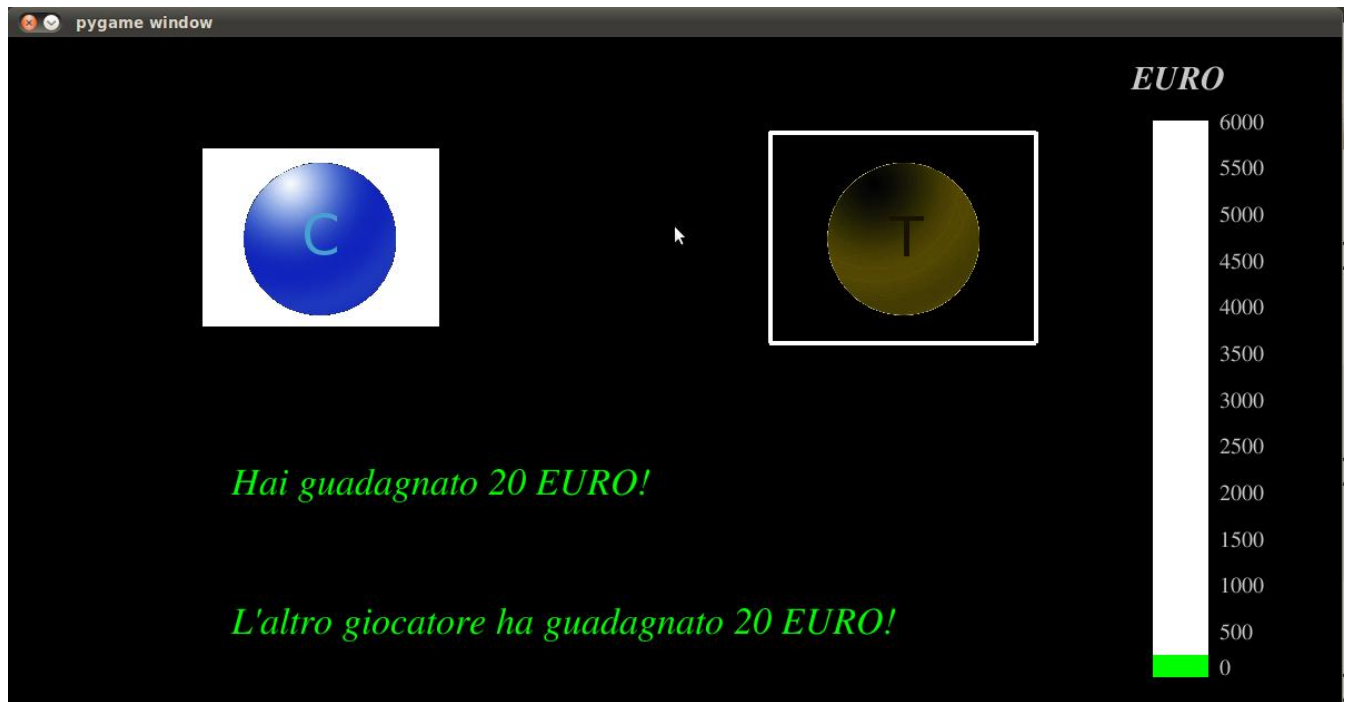 pygame window
EURO
C
T
6000
5500
5000
4500
4000
3500
3000
2500
2000
1500
1000
500
0
Hai guadagnato 20 EURO!
L'altro giocatore ha guadagnato 20 EURO!